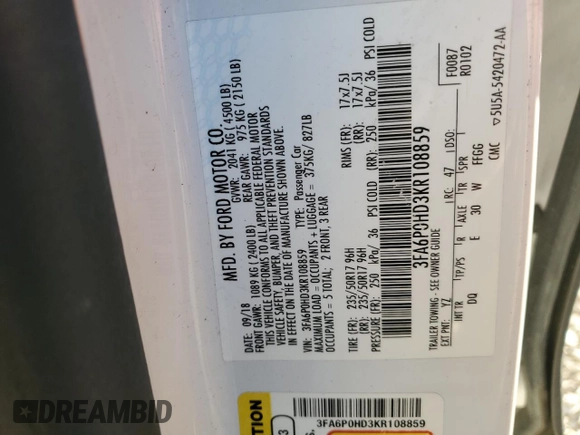 MFD. BY FORD MOTOR CO.
DATE: 09/18 GVWR: 2041 KG ( 4500 LB)
FRONT GAWR: 1089 KG (2400 LB) REAR GAWR: 975 KG ( 2150 LB)
THIS VEHICLE CONFORMS TO ALL APPLICABLE FEDERAL MOTOR
VEHICLE SAFETY, BUMPER, AND THEFT PREVENTION STANDARDS
IN EFFECT ON THE DATE OF MANUFACTURE SHOWN ABOVE.
VIN: 3FA6P0HD3KR108859 TYPE: Passenger Car
MAXIMUM LOAD = OCCUPANTS + LUGGAGE = 375KG/ 827LB
OCCUPANTS = 5 TOTAL; 2 FRONT, 3 REAR
TIRE (FR): 235/50R17 96H RIMS (FR): 17x7.5J
(RR): 235/50R17 96H (RR): 17x7.5J
PRESSURE (FR): 250 kPa/ 36 PSI COLD (RR): 250 kPa/ 36 PSI COLD
3FA6P0HD3KR108859
F0087
R0102
TRAILER TOWING - SEE OWNER GUIDE
EXT PNT: YZ RC: 47 DSO:
INT TR TP/PS R AXLE TR SPR
DQ E 30 W FFGG
CMC ▽5U5A-5420472-AA
3FA6P0HD3KR108859
DREAMBID
dreambid.com